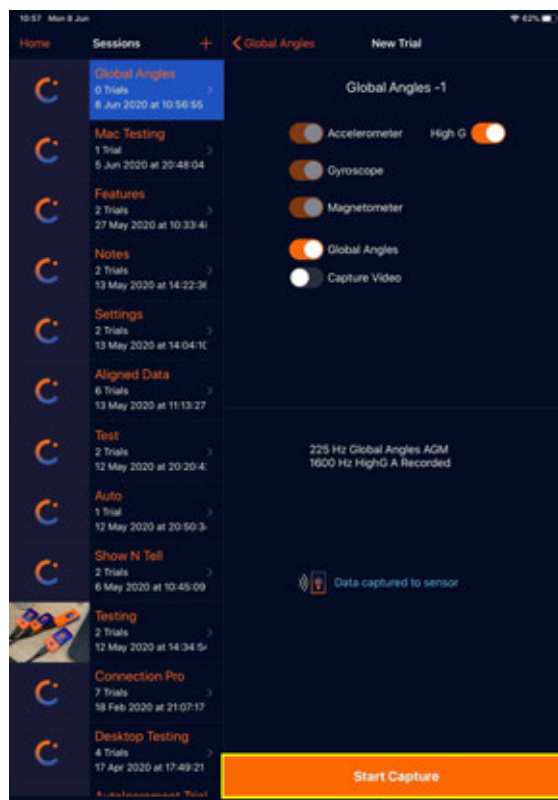 10:57 Mon 8 Jun
62%
Home
Sessions
+
Global Angles
New Trial
Global Angles
0 Trials
8 Jun 2020 at 10:56:55
Mac Testing
1 Trial
5 Jun 2020 at 20:48:04
Features
2 Trials
27 May 2020 at 10:33:4
Notes
2 Trials
13 May 2020 at 14:22:3
Settings
2 Trials
13 May 2020 at 14:04:1
Aligned Data
6 Trials
13 May 2020 at 11:13:27
Test
2 Trials
12 May 2020 at 20:20:4
Auto
1 Trial
12 May 2020 at 20:50:3
Show N Tell
2 Trials
6 May 2020 at 10:45:09
Testing
2 Trials
12 May 2020 at 14:34:5
Connection Pro
7 Trials
18 Feb 2020 at 21:07:17
Desktop Testing
4 Trials
17 Apr 2020 at 17:49:21
Global Angles -1
Accelerometer
High G
Gyroscope
Magnetometer
Global Angles
Capture Video
225 Hz Global Angles AGM
1600 Hz HighG A Recorded
Data captured to sensor
Start Capture